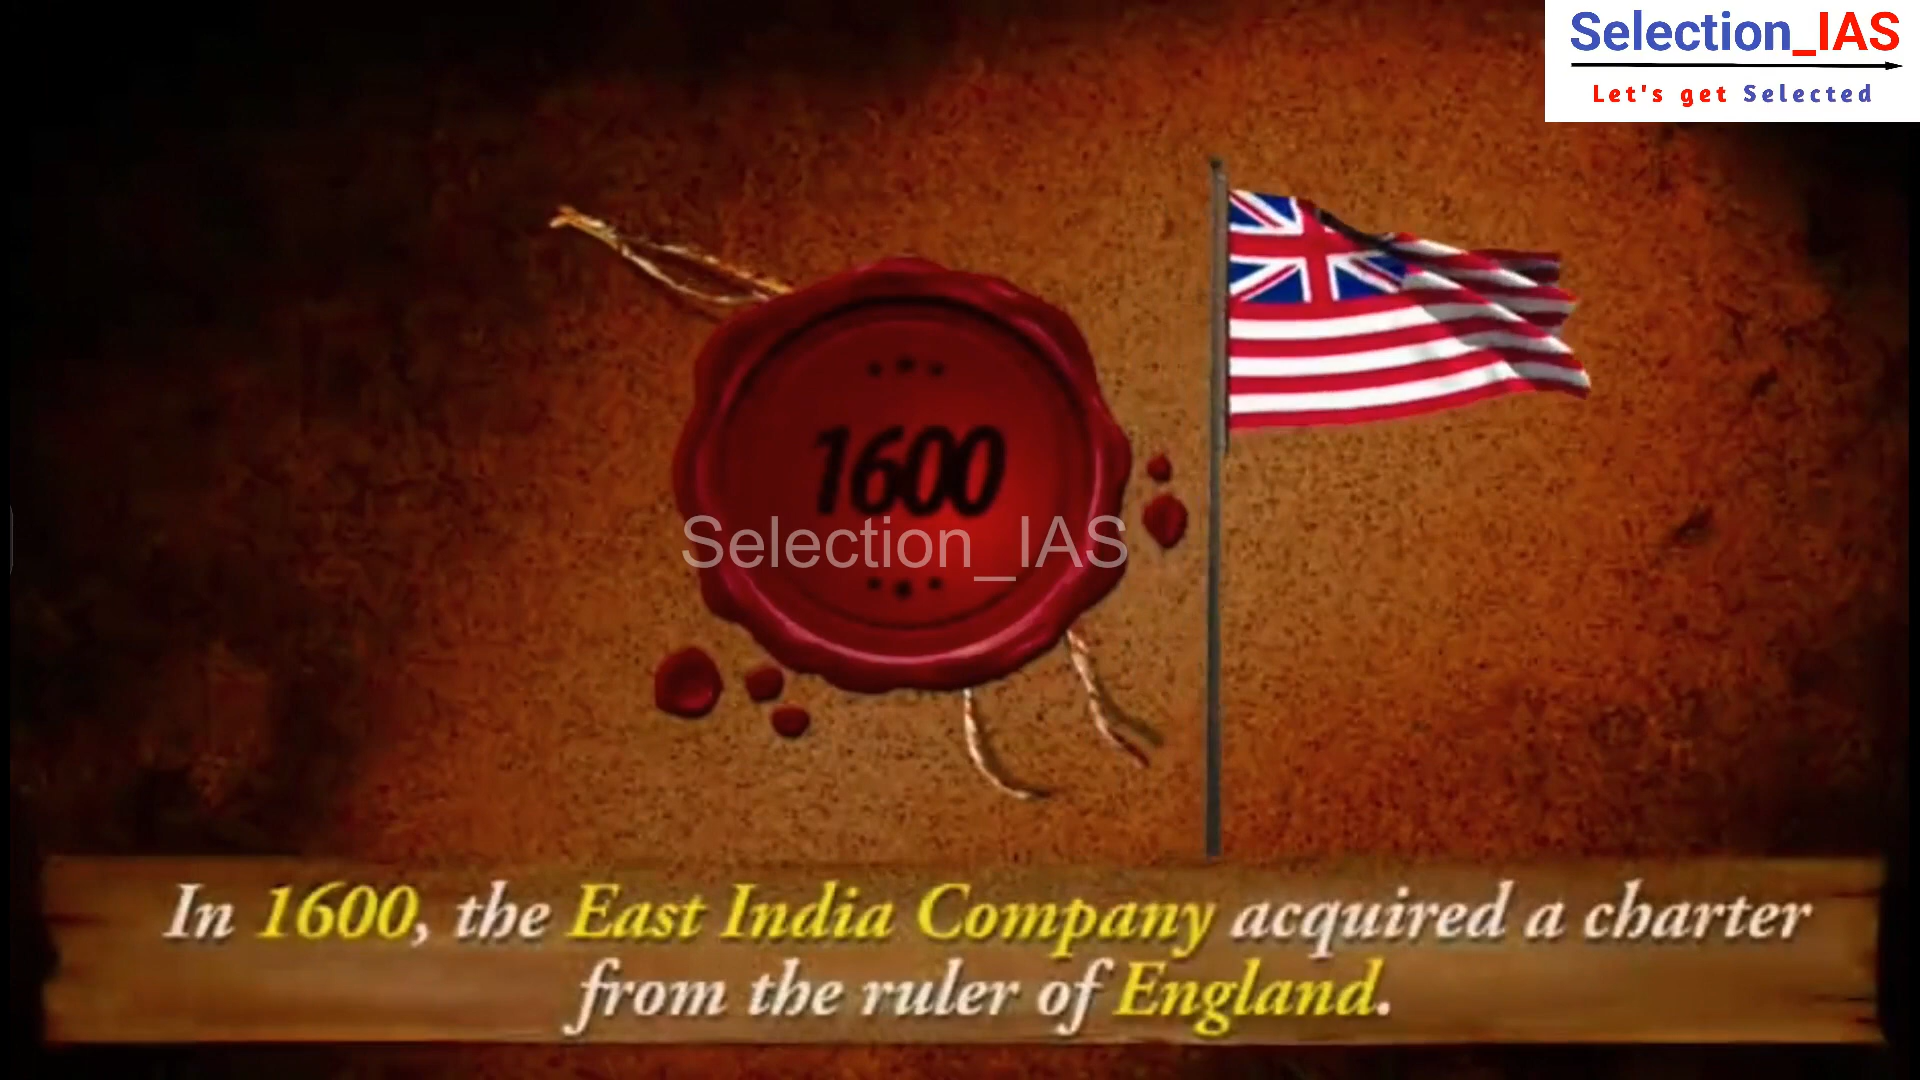 Selection_IAS
Let's get Selected
1600
Selection_IAS
In 1600, the East India Company acquired a charter
from the ruler of England.